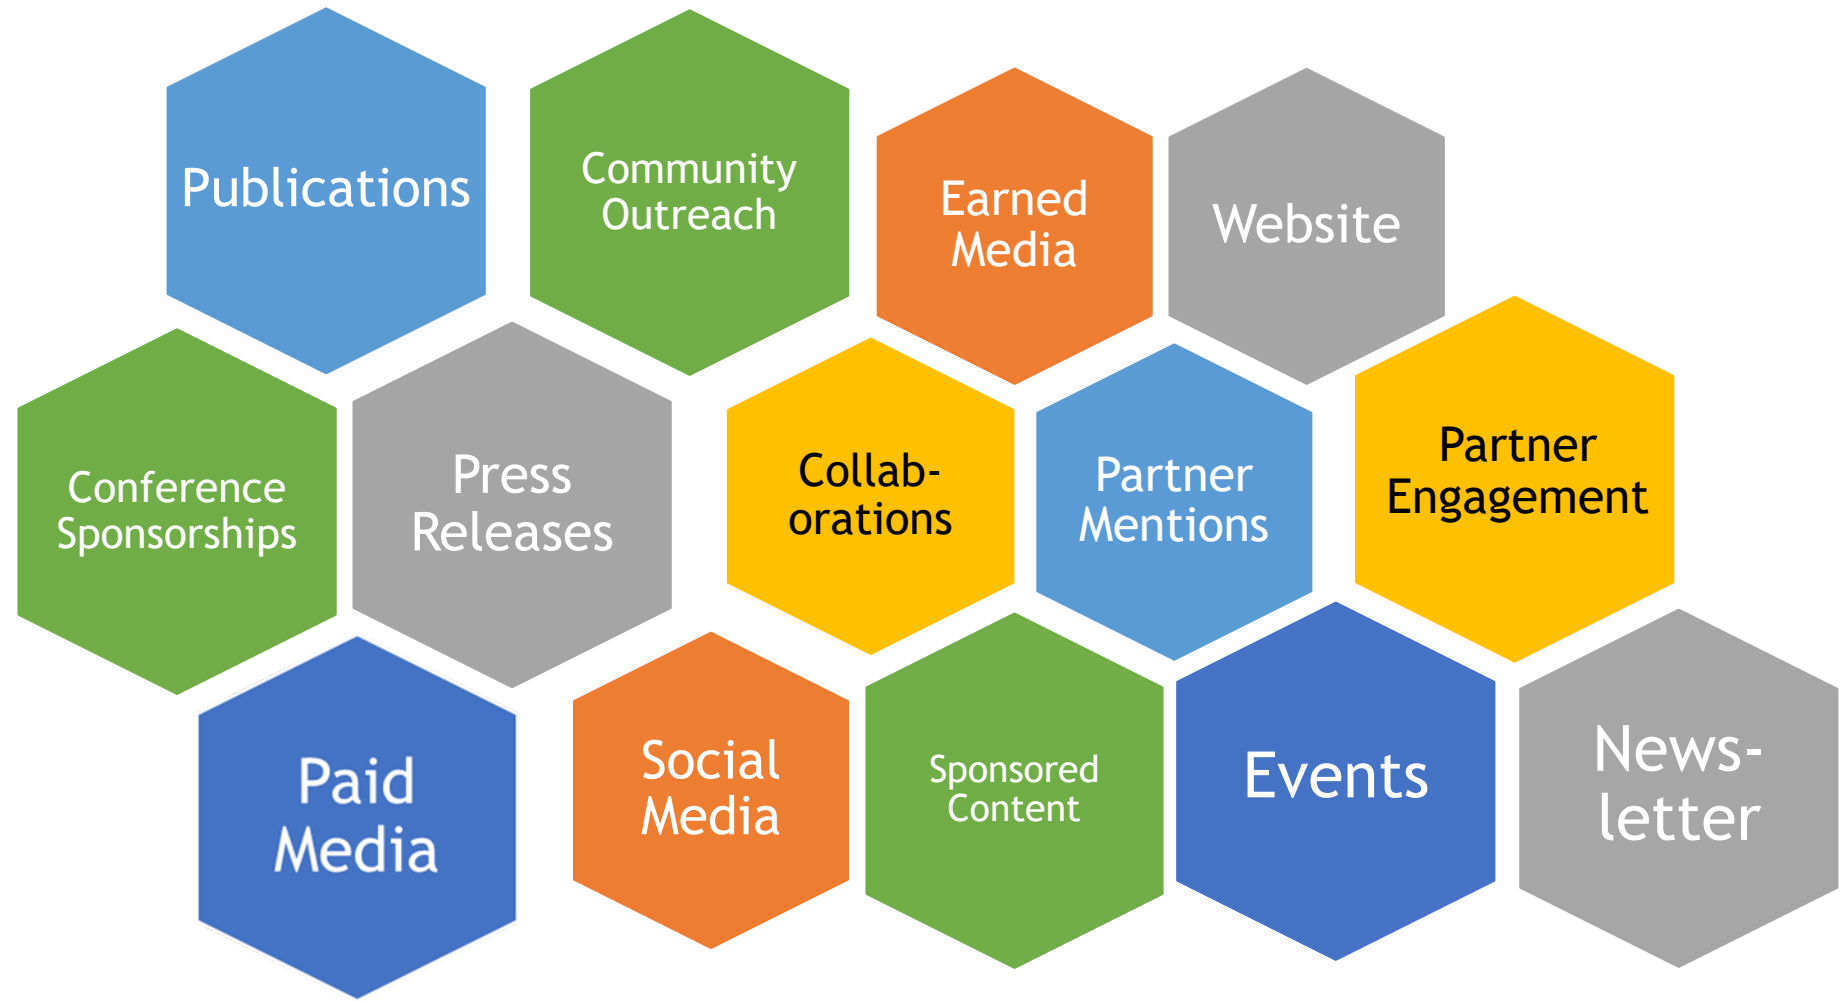 Publications
Community
Outreach
Earned
Media
Website
Conference
Sponsorships
Press
Releases
Collab-
orations
Partner
Mentions
Partner
Engagement
Paid
Media
Social
Media
Sponsored
Content
Events
News-
letter